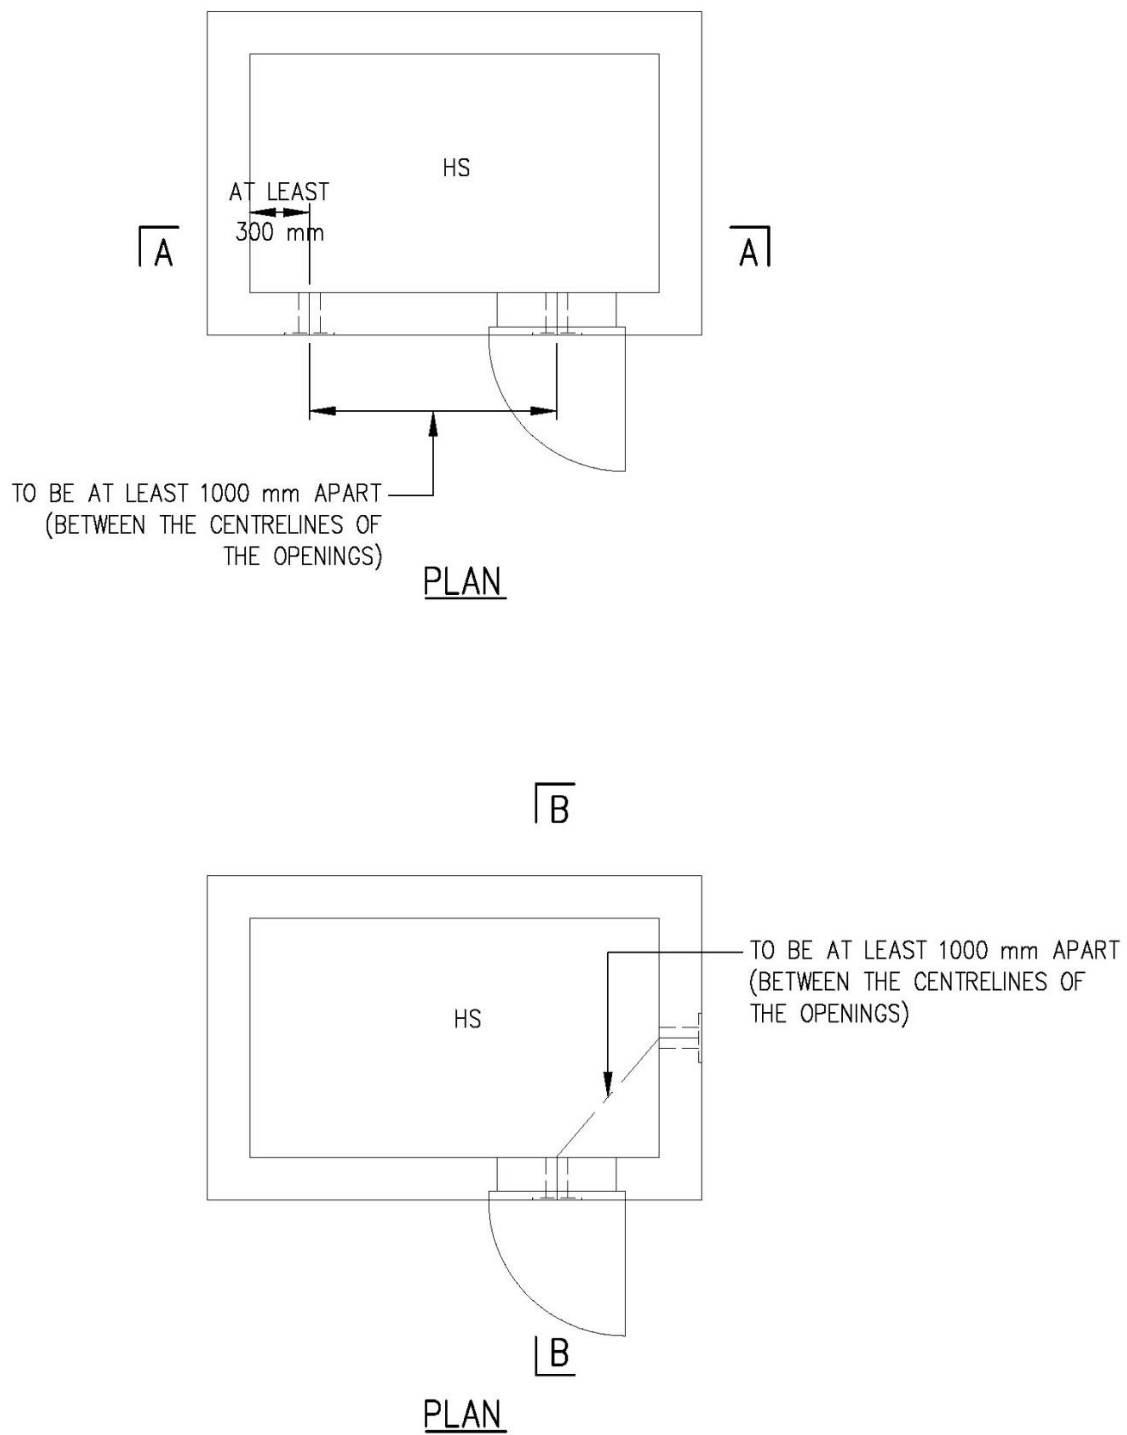 HS
AT LEAST
300 mm
A
A
TO BE AT LEAST 1000 mm APART
(BETWEEN THE CENTRELINES OF
THE OPENINGS)
PLAN
B
TO BE AT LEAST 1000 mm APART
(BETWEEN THE CENTRELINES OF
THE OPENINGS)
HS
B
PLAN